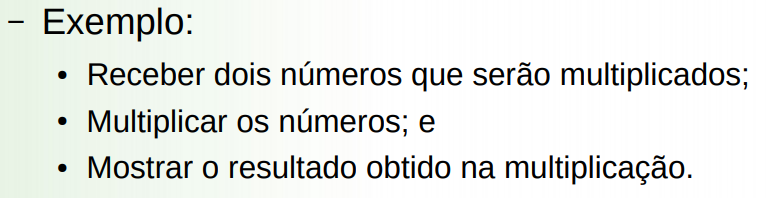 – Exemplo:
• Receber dois números que serão multiplicados;
• Multiplicar os números; e
• Mostrar o resultado obtido na multiplicação.